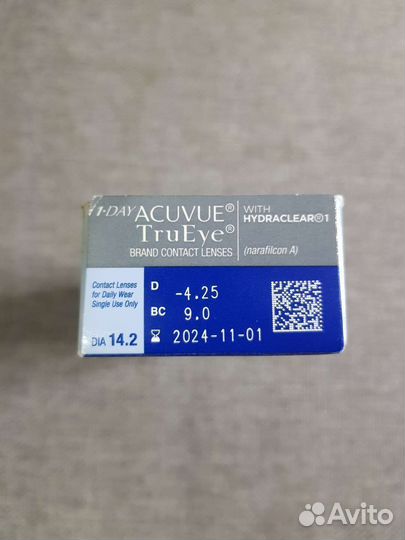 1-DAY ACUVUE® WITH
TruEye® HYDRACLEAR®1
BRAND CONTACT LENSES (narafilcon A)
Contact Lenses
for Daily Wear
Single Use Only
DIA 14.2
D -4.25
BC 9.0
2024-11-01
Avito